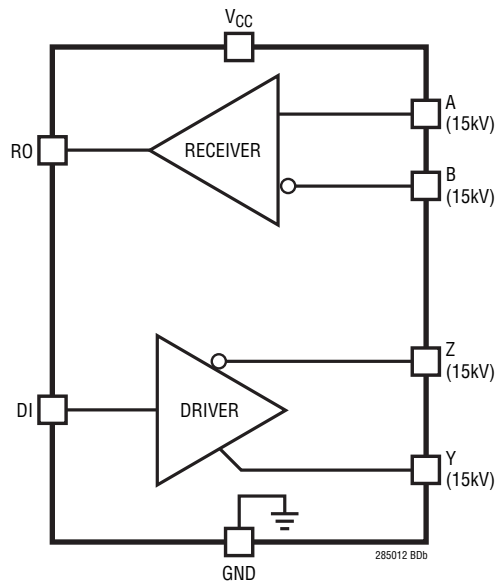 VCC
A
(15kV)
RO
RECEIVER
B
(15kV)
Z
(15kV)
DI
DRIVER
Y
(15kV)
285012 BDb
GND